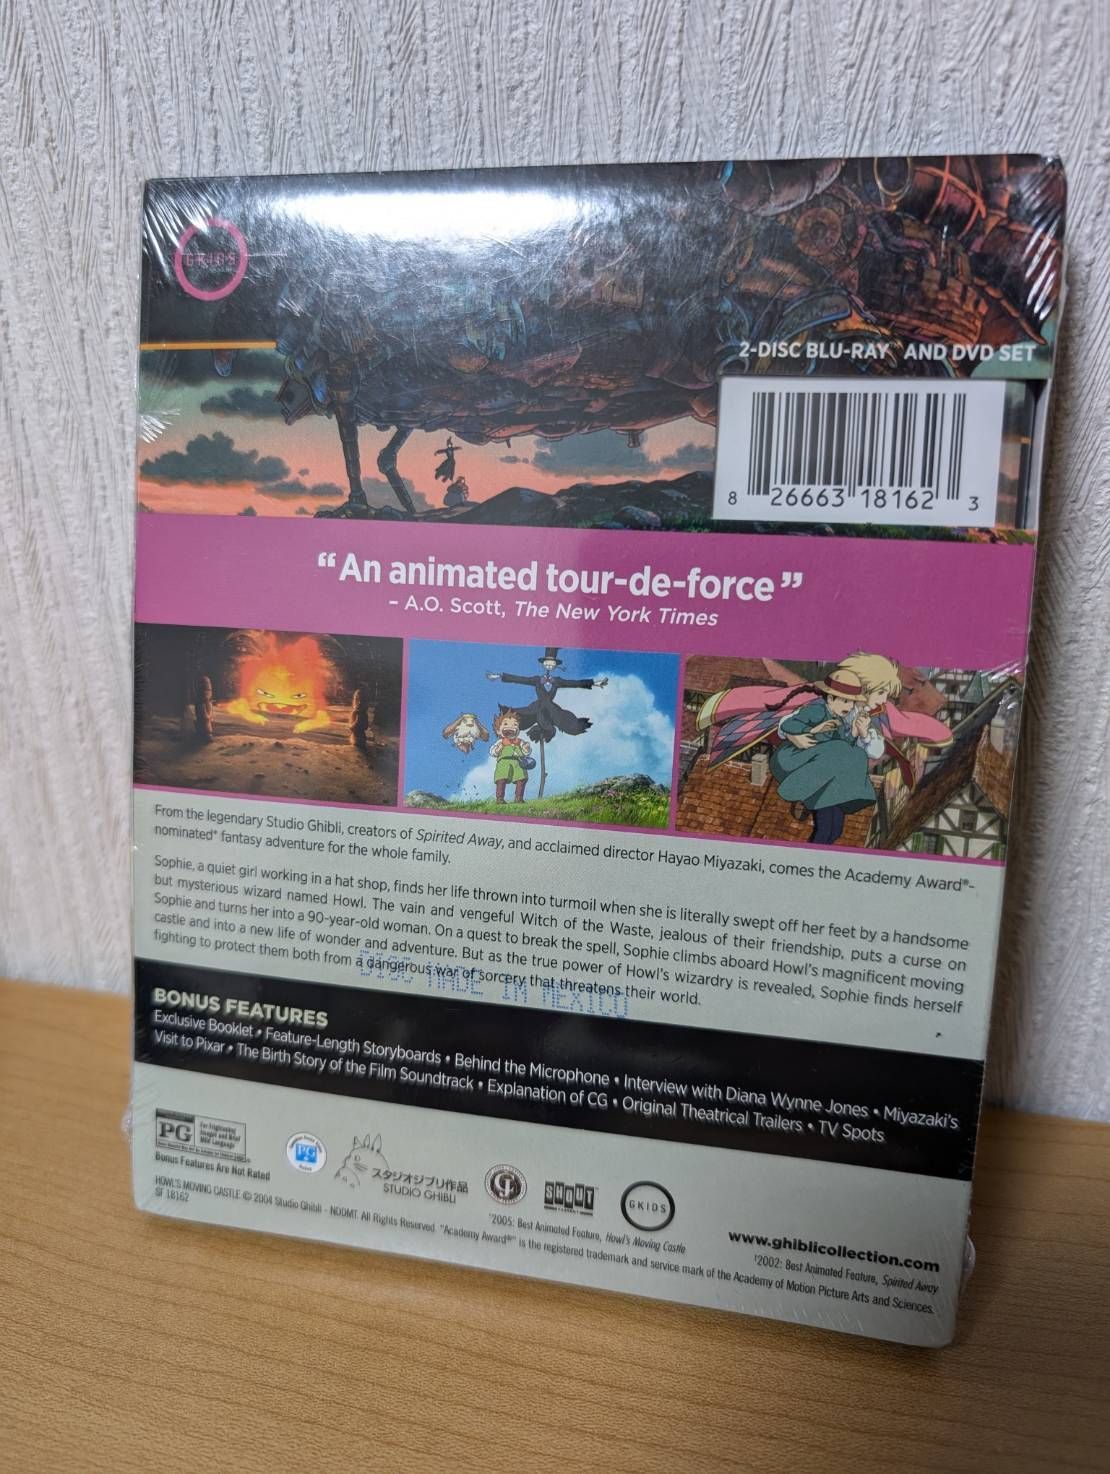 GKIDS
2-DISC BLU-RAY™ AND DVD SET
8 26663 18162 3
“An animated tour-de-force”
– A.O. Scott, The New York Times
From the legendary Studio Ghibli, creators of Spirited Away, and acclaimed director Hayao Miyazaki, comes the Academy Award®-
nominated* fantasy adventure for the whole family.
Sophie, a quiet girl working in a hat shop, finds her life thrown into turmoil when she is literally swept off her feet by a handsome
but mysterious wizard named Howl. The vain and vengeful Witch of the Waste, jealous of their friendship, puts a curse on
Sophie and turns her into a 90-year-old woman. On a quest to break the spell, Sophie climbs aboard Howl's magnificent moving
castle and into a new life of wonder and adventure. But as the true power of Howl's wizardry is revealed, Sophie finds herself
fighting to protect them both from a dangerous war of sorcery that threatens their world.
DISC MADE IN MEXICO
BONUS FEATURES
Exclusive Booklet • Feature-Length Storyboards • Behind the Microphone • Interview with Diana Wynne Jones • Miyazaki's
Visit to Pixar • The Birth Story of the Film Soundtrack • Explanation of CG • Original Theatrical Trailers • TV Spots
PG
Bonus Features Are Not Rated
PG
スタジオジブリ作品
STUDIO GHIBLI
SHOUT
GKIDS
www.ghiblicollection.com
2005: Best Animated Feature, Howl's Moving Castle
2002: Best Animated Feature, Spirited Away
HOWL'S MOVING CASTLE © 2004 Studio Ghibli - NDDMT. All Rights Reserved. "Academy Award®" is the registered trademark and service mark of the Academy of Motion Picture Arts and Sciences.
SF 18162